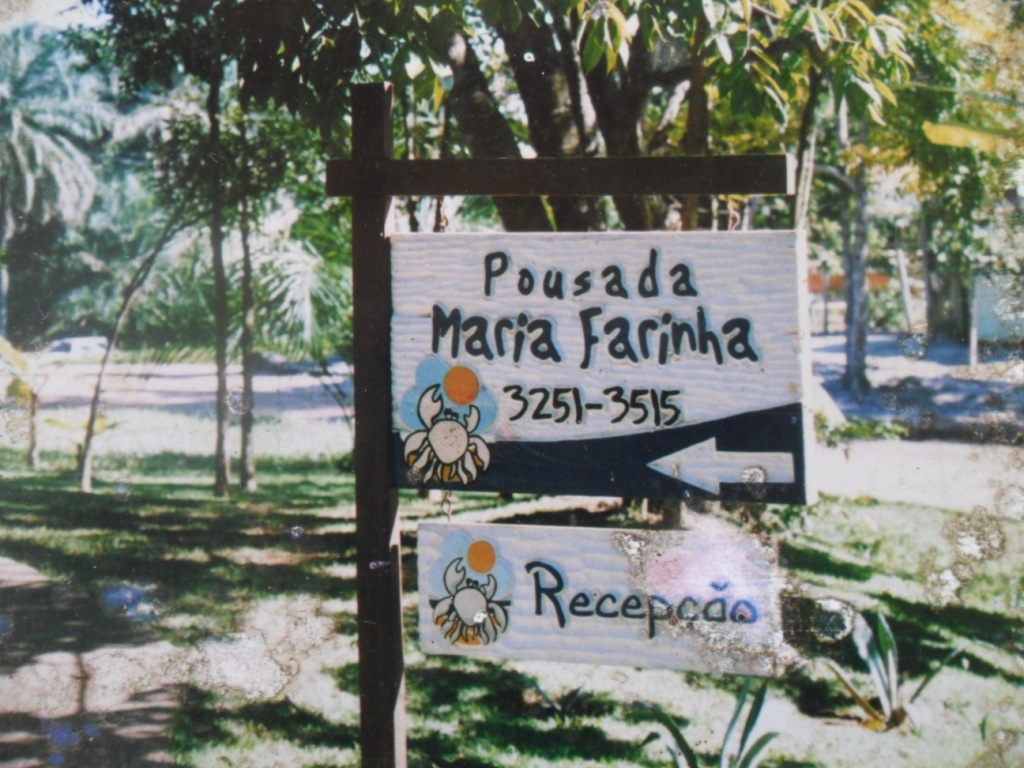 Pousada
Maria Farinha
3251-3515
Recepção